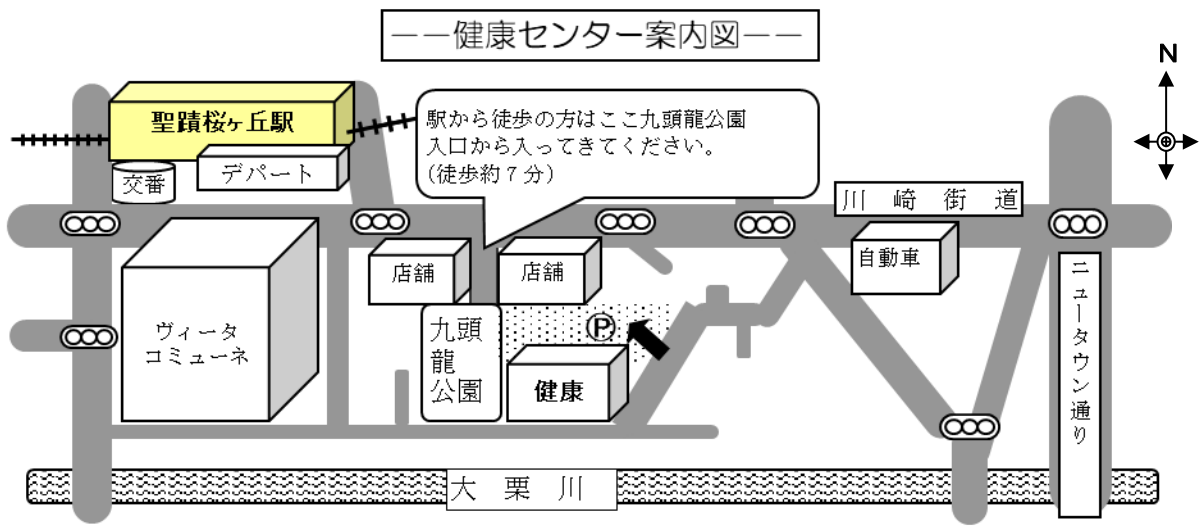 ――健康センター案内図――
N
聖蹟桜ヶ丘駅
駅から徒歩の方はここ九頭龍公園
入口から入ってきてください。
（徒歩約７分）
デパート
交番
川崎街道
店舗
店舗
自動車
ヴィータ
コミューネ
九頭
龍
公園
P
健康
ニュータウン通り
大栗川